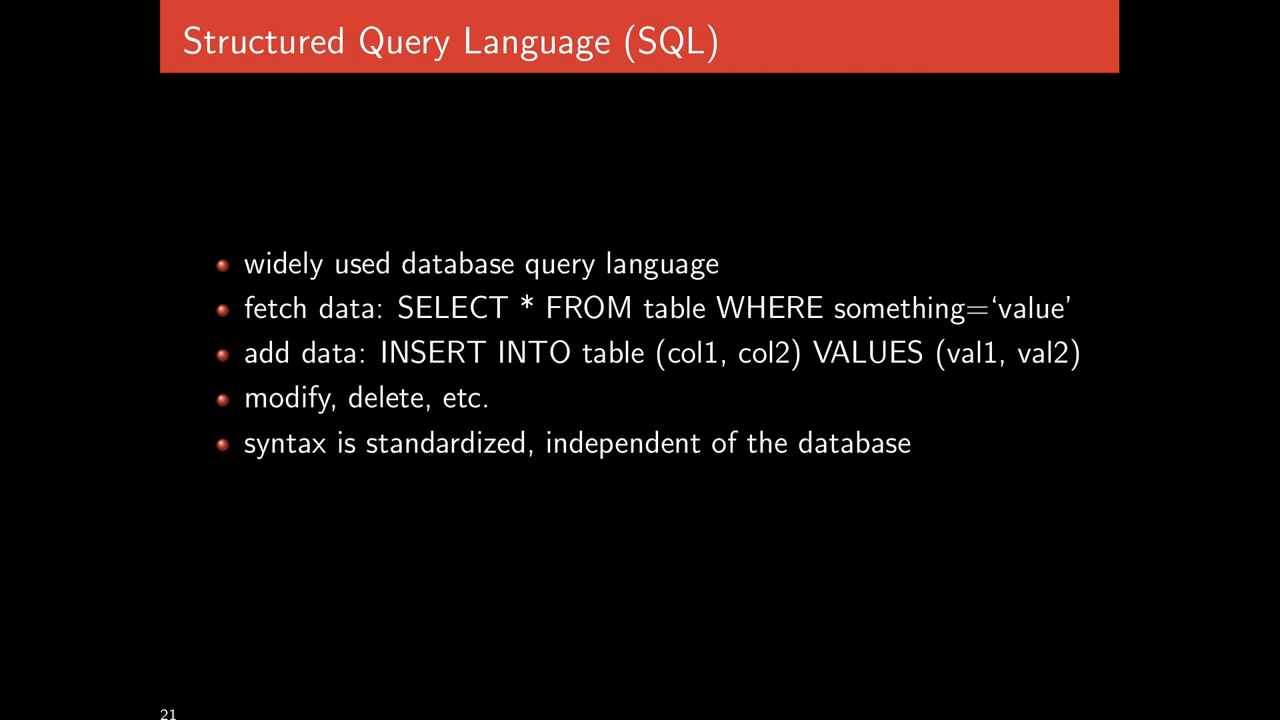 Structured Query Language (SQL)
widely used database query language
fetch data: SELECT * FROM table WHERE something=‘value’
add data: INSERT INTO table (col1, col2) VALUES (val1, val2)
modify, delete, etc.
syntax is standardized, independent of the database
21